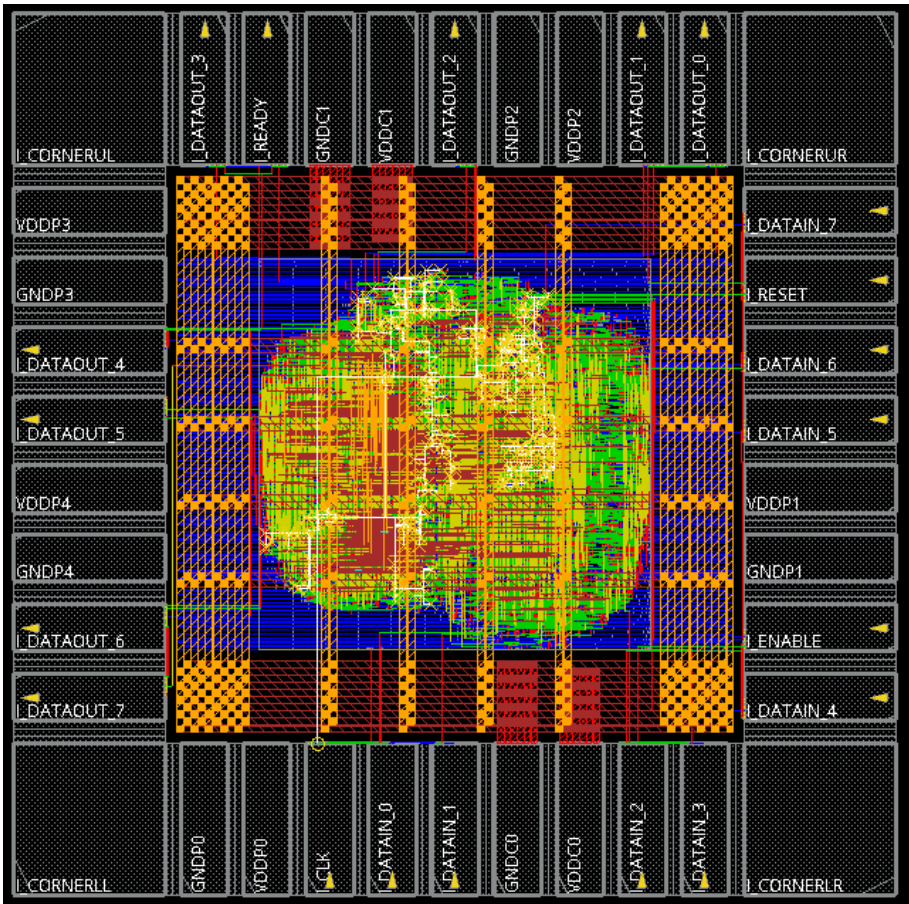 I_DATAOUT_3
I_READY
GNDC1
VDDC1
I_DATAOUT_2
GNDP2
VDDP2
I_DATAOUT_1
I_DATAOUT_0
I_CORNERUL
I_CORNERUR
VDDP3
I_DATAIN_7
GNDP3
I_RESET
I_DATAOUT_4
I_DATAIN_6
I_DATAOUT_5
I_DATAIN_5
VDDP4
VDDP1
GNDP4
GNDP1
I_DATAOUT_6
I_ENABLE
I_DATAOUT_7
I_DATAIN_4
GNDP0
VDDP0
I_CLK
I_DATAIN_0
I_DATAIN_1
GNDC0
VDDC0
I_DATAIN_2
I_DATAIN_3
I_CORNERLL
I_CORNERLR